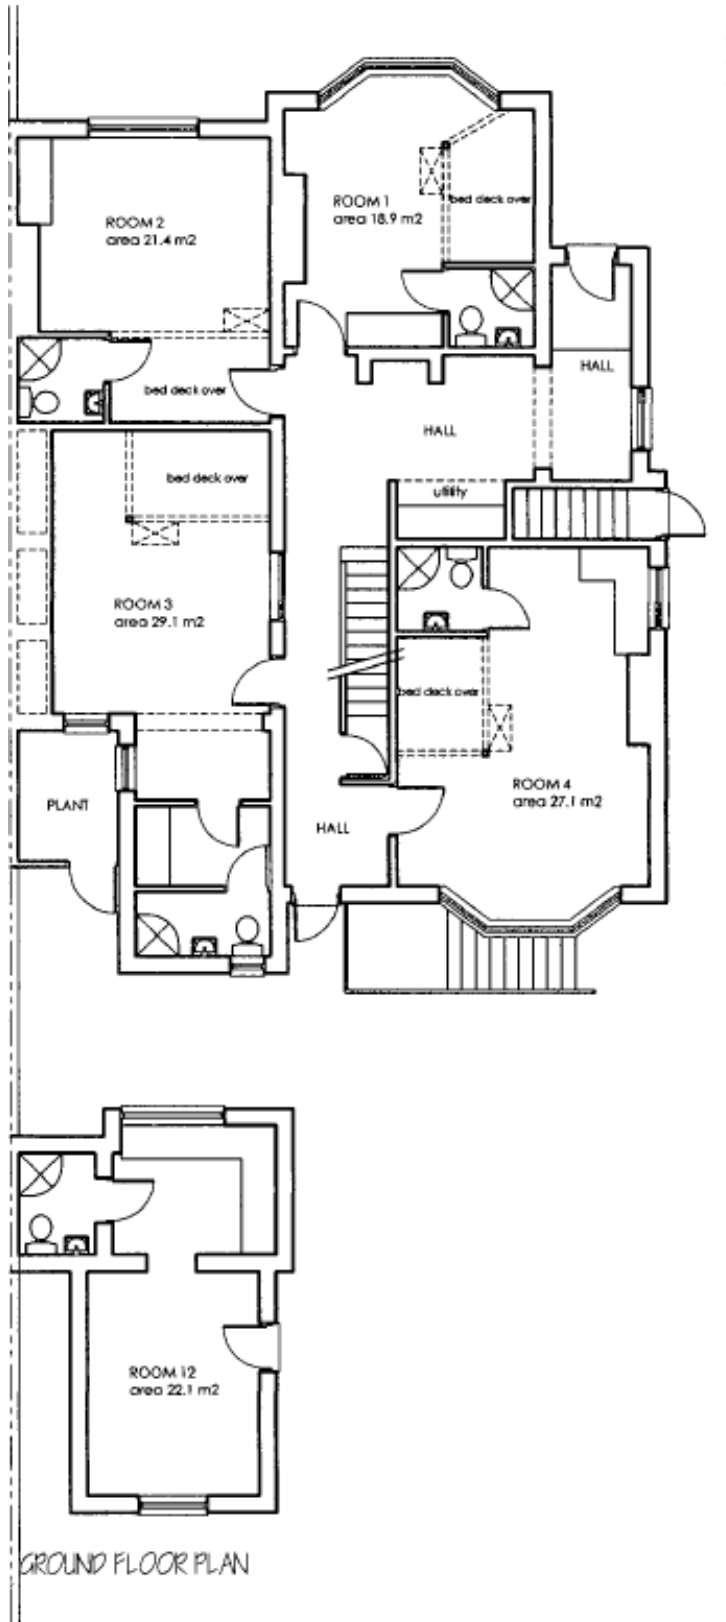 ROOM 1
area 18.9 m2
bed deck over
ROOM 2
area 21.4 m2
bed deck over
HALL
HALL
utility
bed deck over
ROOM 3
area 29.1 m2
bed deck over
ROOM 4
area 27.1 m2
PLANT
HALL
ROOM 12
area 22.1 m2
GROUND FLOOR PLAN